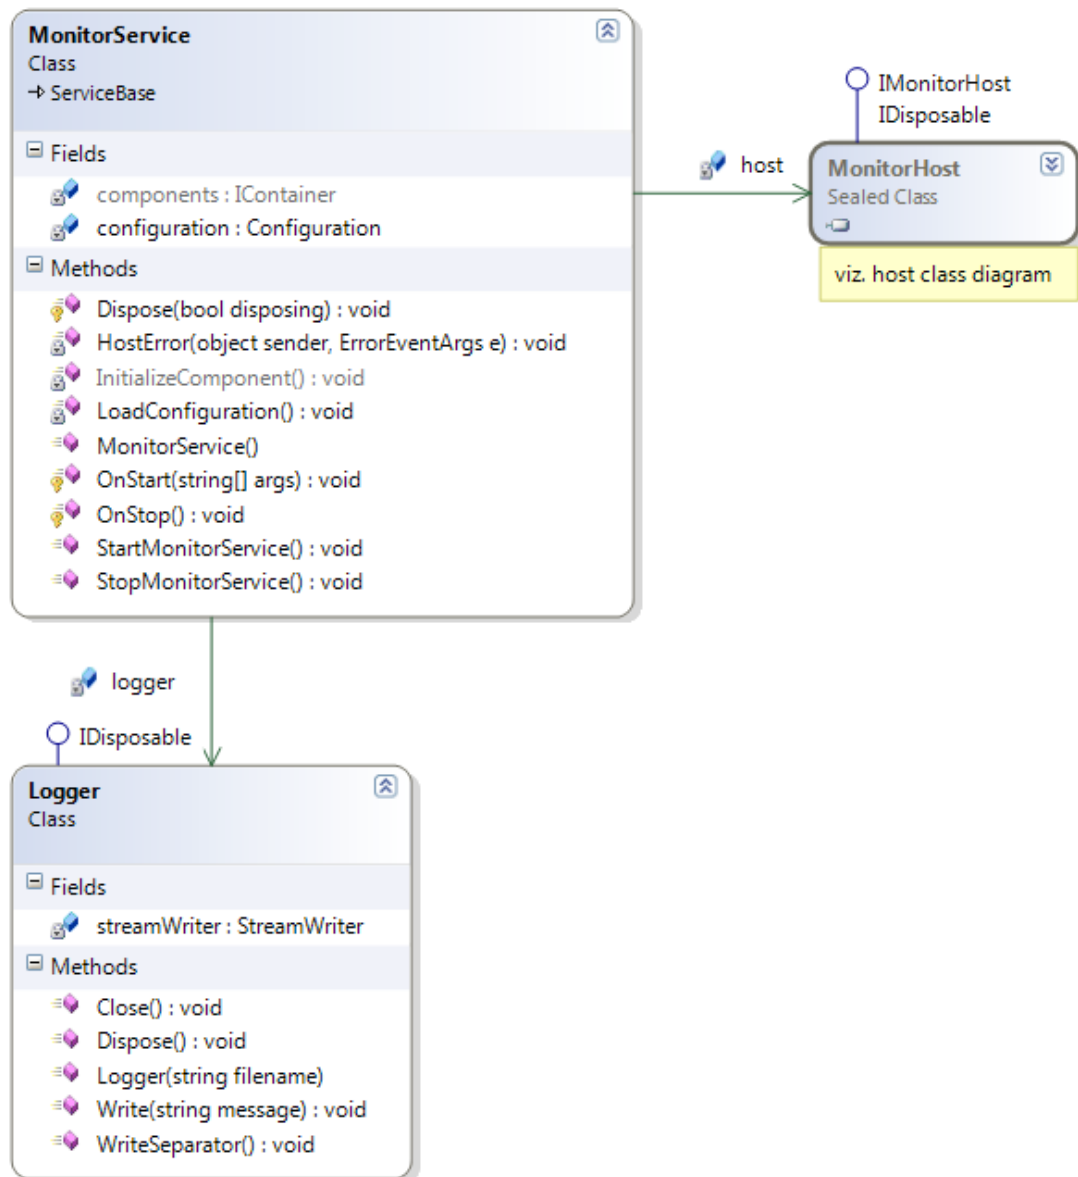 MonitorService
Class
ServiceBase
Fields
components : IContainer
configuration : Configuration
Methods
Dispose(bool disposing) : void
HostError(object sender, ErrorEventArgs e) : void
InitializeComponent() : void
LoadConfiguration() : void
MonitorService()
OnStart(string[] args) : void
OnStop() : void
StartMonitorService() : void
StopMonitorService() : void
host
IMonitorHost
IDisposable
MonitorHost
Sealed Class
viz. host class diagram
logger
IDisposable
Logger
Class
Fields
streamWriter : StreamWriter
Methods
Close() : void
Dispose() : void
Logger(string filename)
Write(string message) : void
WriteSeparator() : void